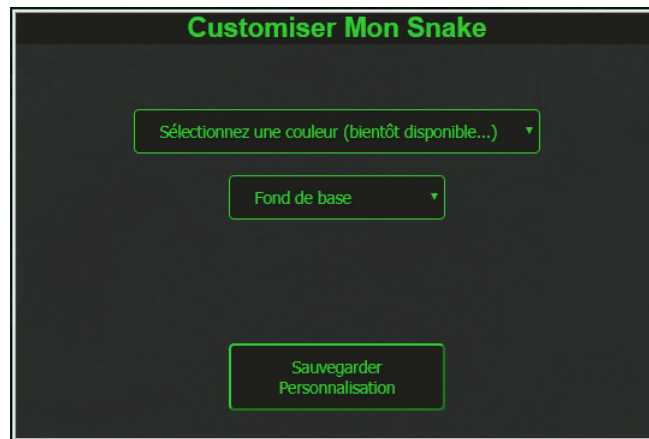 Customiser Mon Snake
Sélectionnez une couleur (bientôt disponible...)
Fond de base
Sauvegarder
Personnalisation